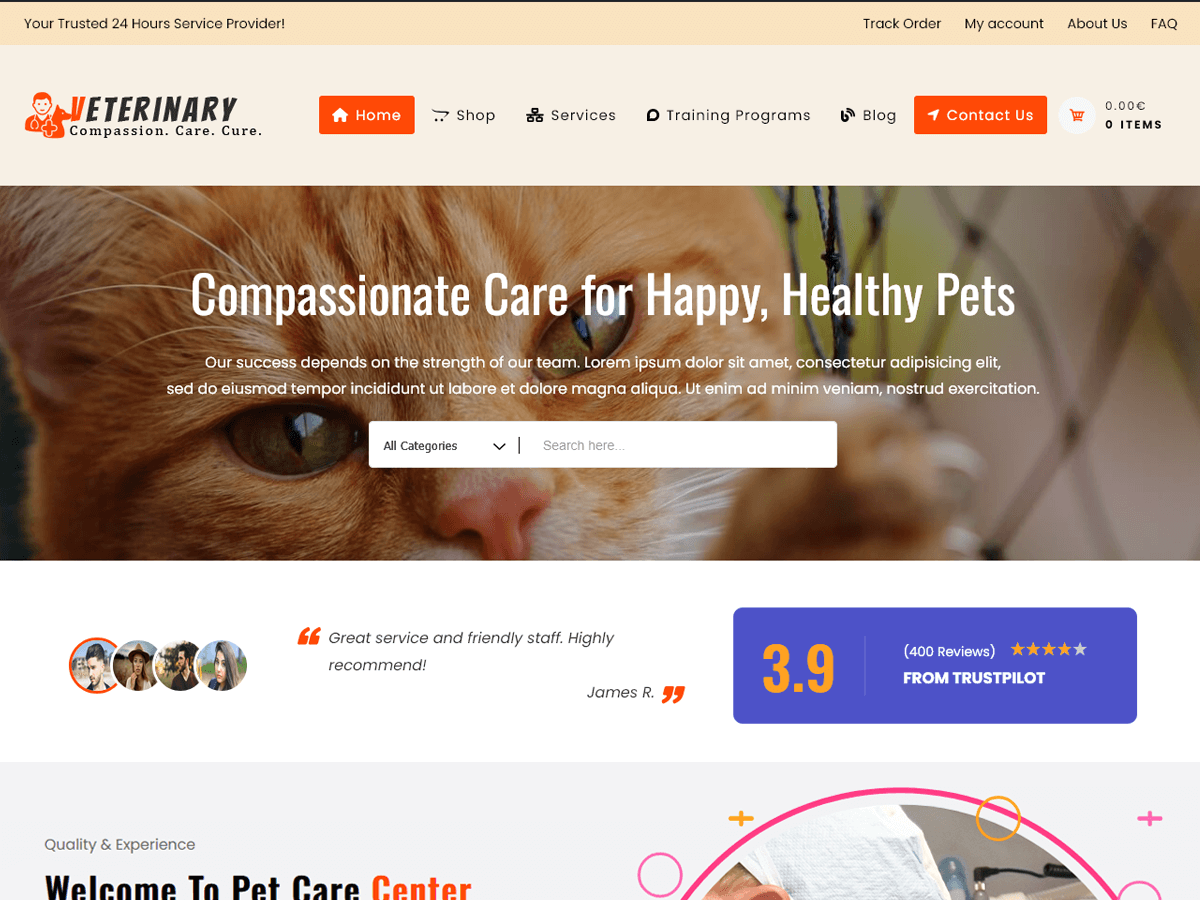 Your Trusted 24 Hours Service Provider!
Track Order
My account
About Us
FAQ
VETERINARY
Compassion. Care. Cure.
Home
Shop
Services
Training Programs
Blog
Contact Us
0.00€
0 ITEMS
Compassionate Care for Happy, Healthy Pets
Our success depends on the strength of our team. Lorem ipsum dolor sit amet, consectetur adipisicing elit,
sed do eiusmod tempor incididunt ut labore et dolore magna aliqua. Ut enim ad minim veniam, nostrud exercitation.
All Categories
Search here...
Great service and friendly staff. Highly
recommend!
James R.
3.9
(400 Reviews)
FROM TRUSTPILOT
Quality & Experience
Welcome To Pet Care Center